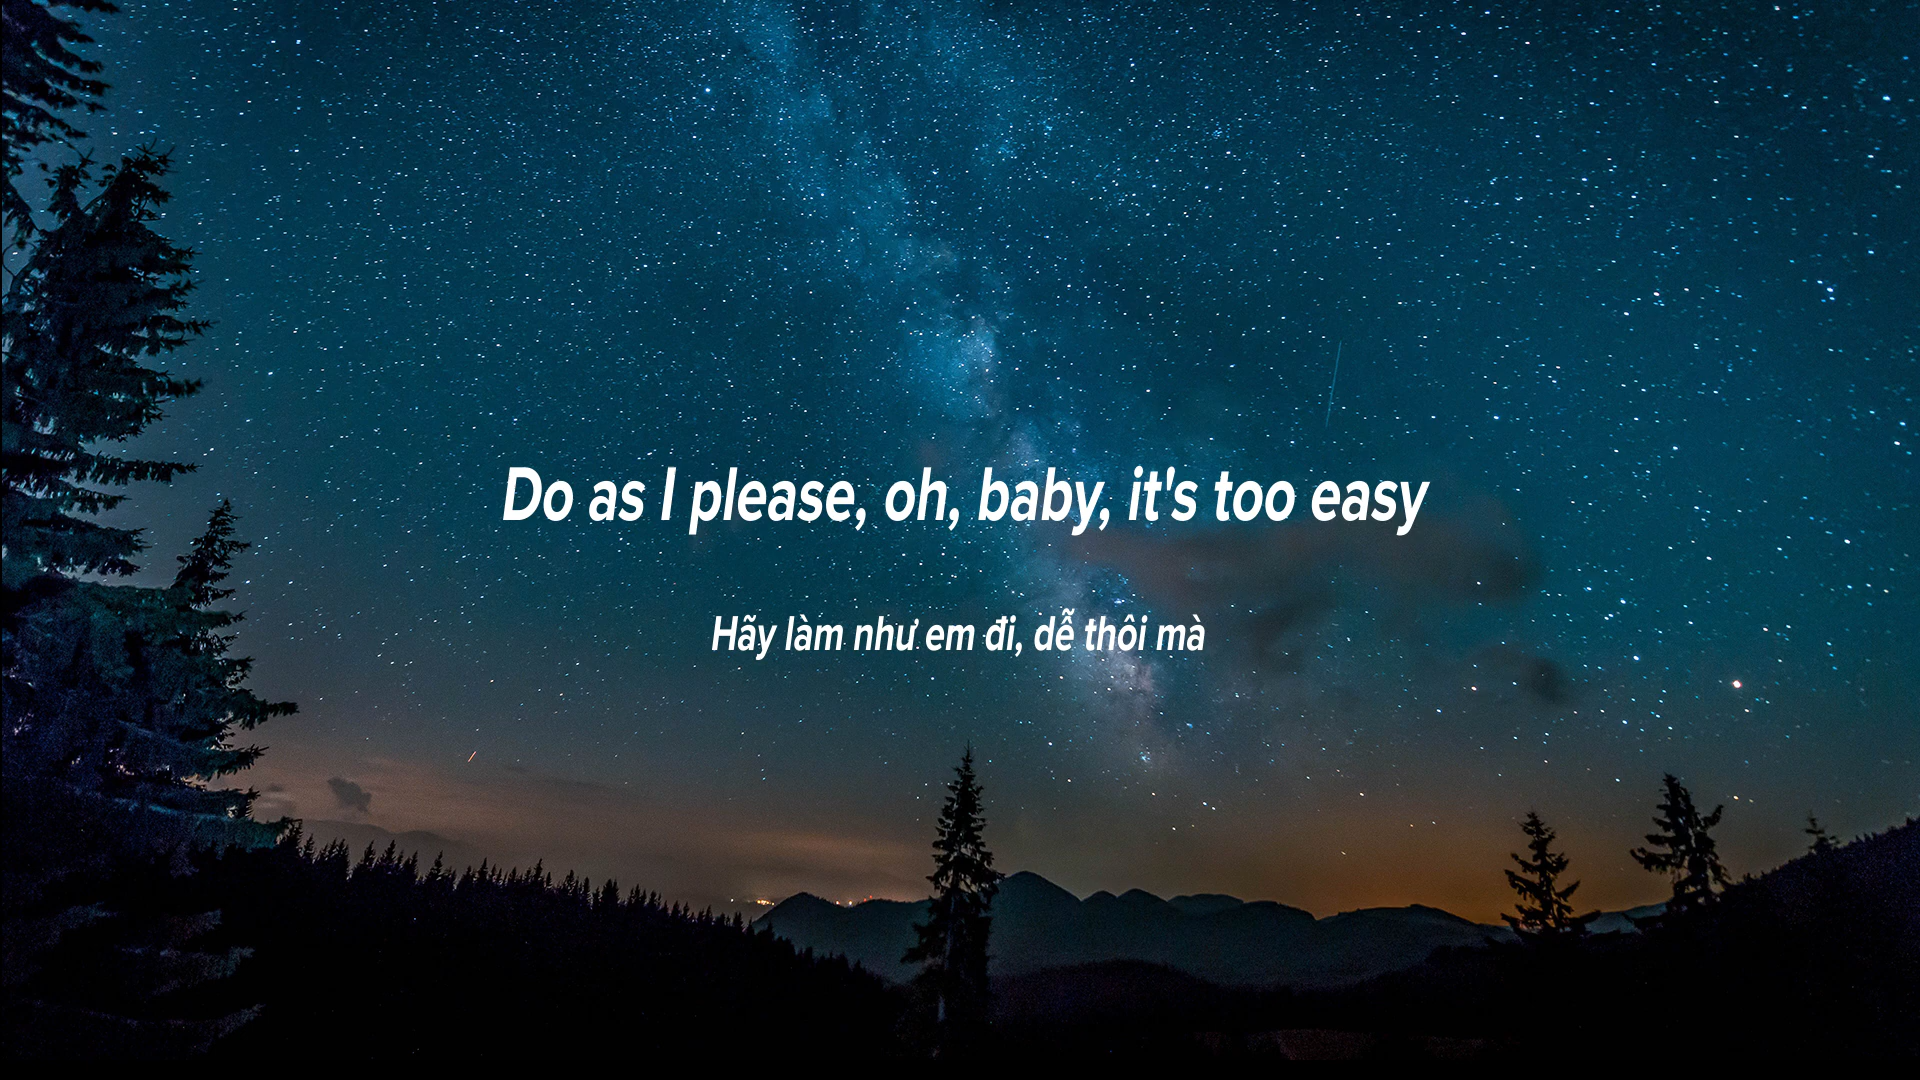 Do as I please, oh, baby, it's too easy
Hãy làm như em đi, dễ thôi mà